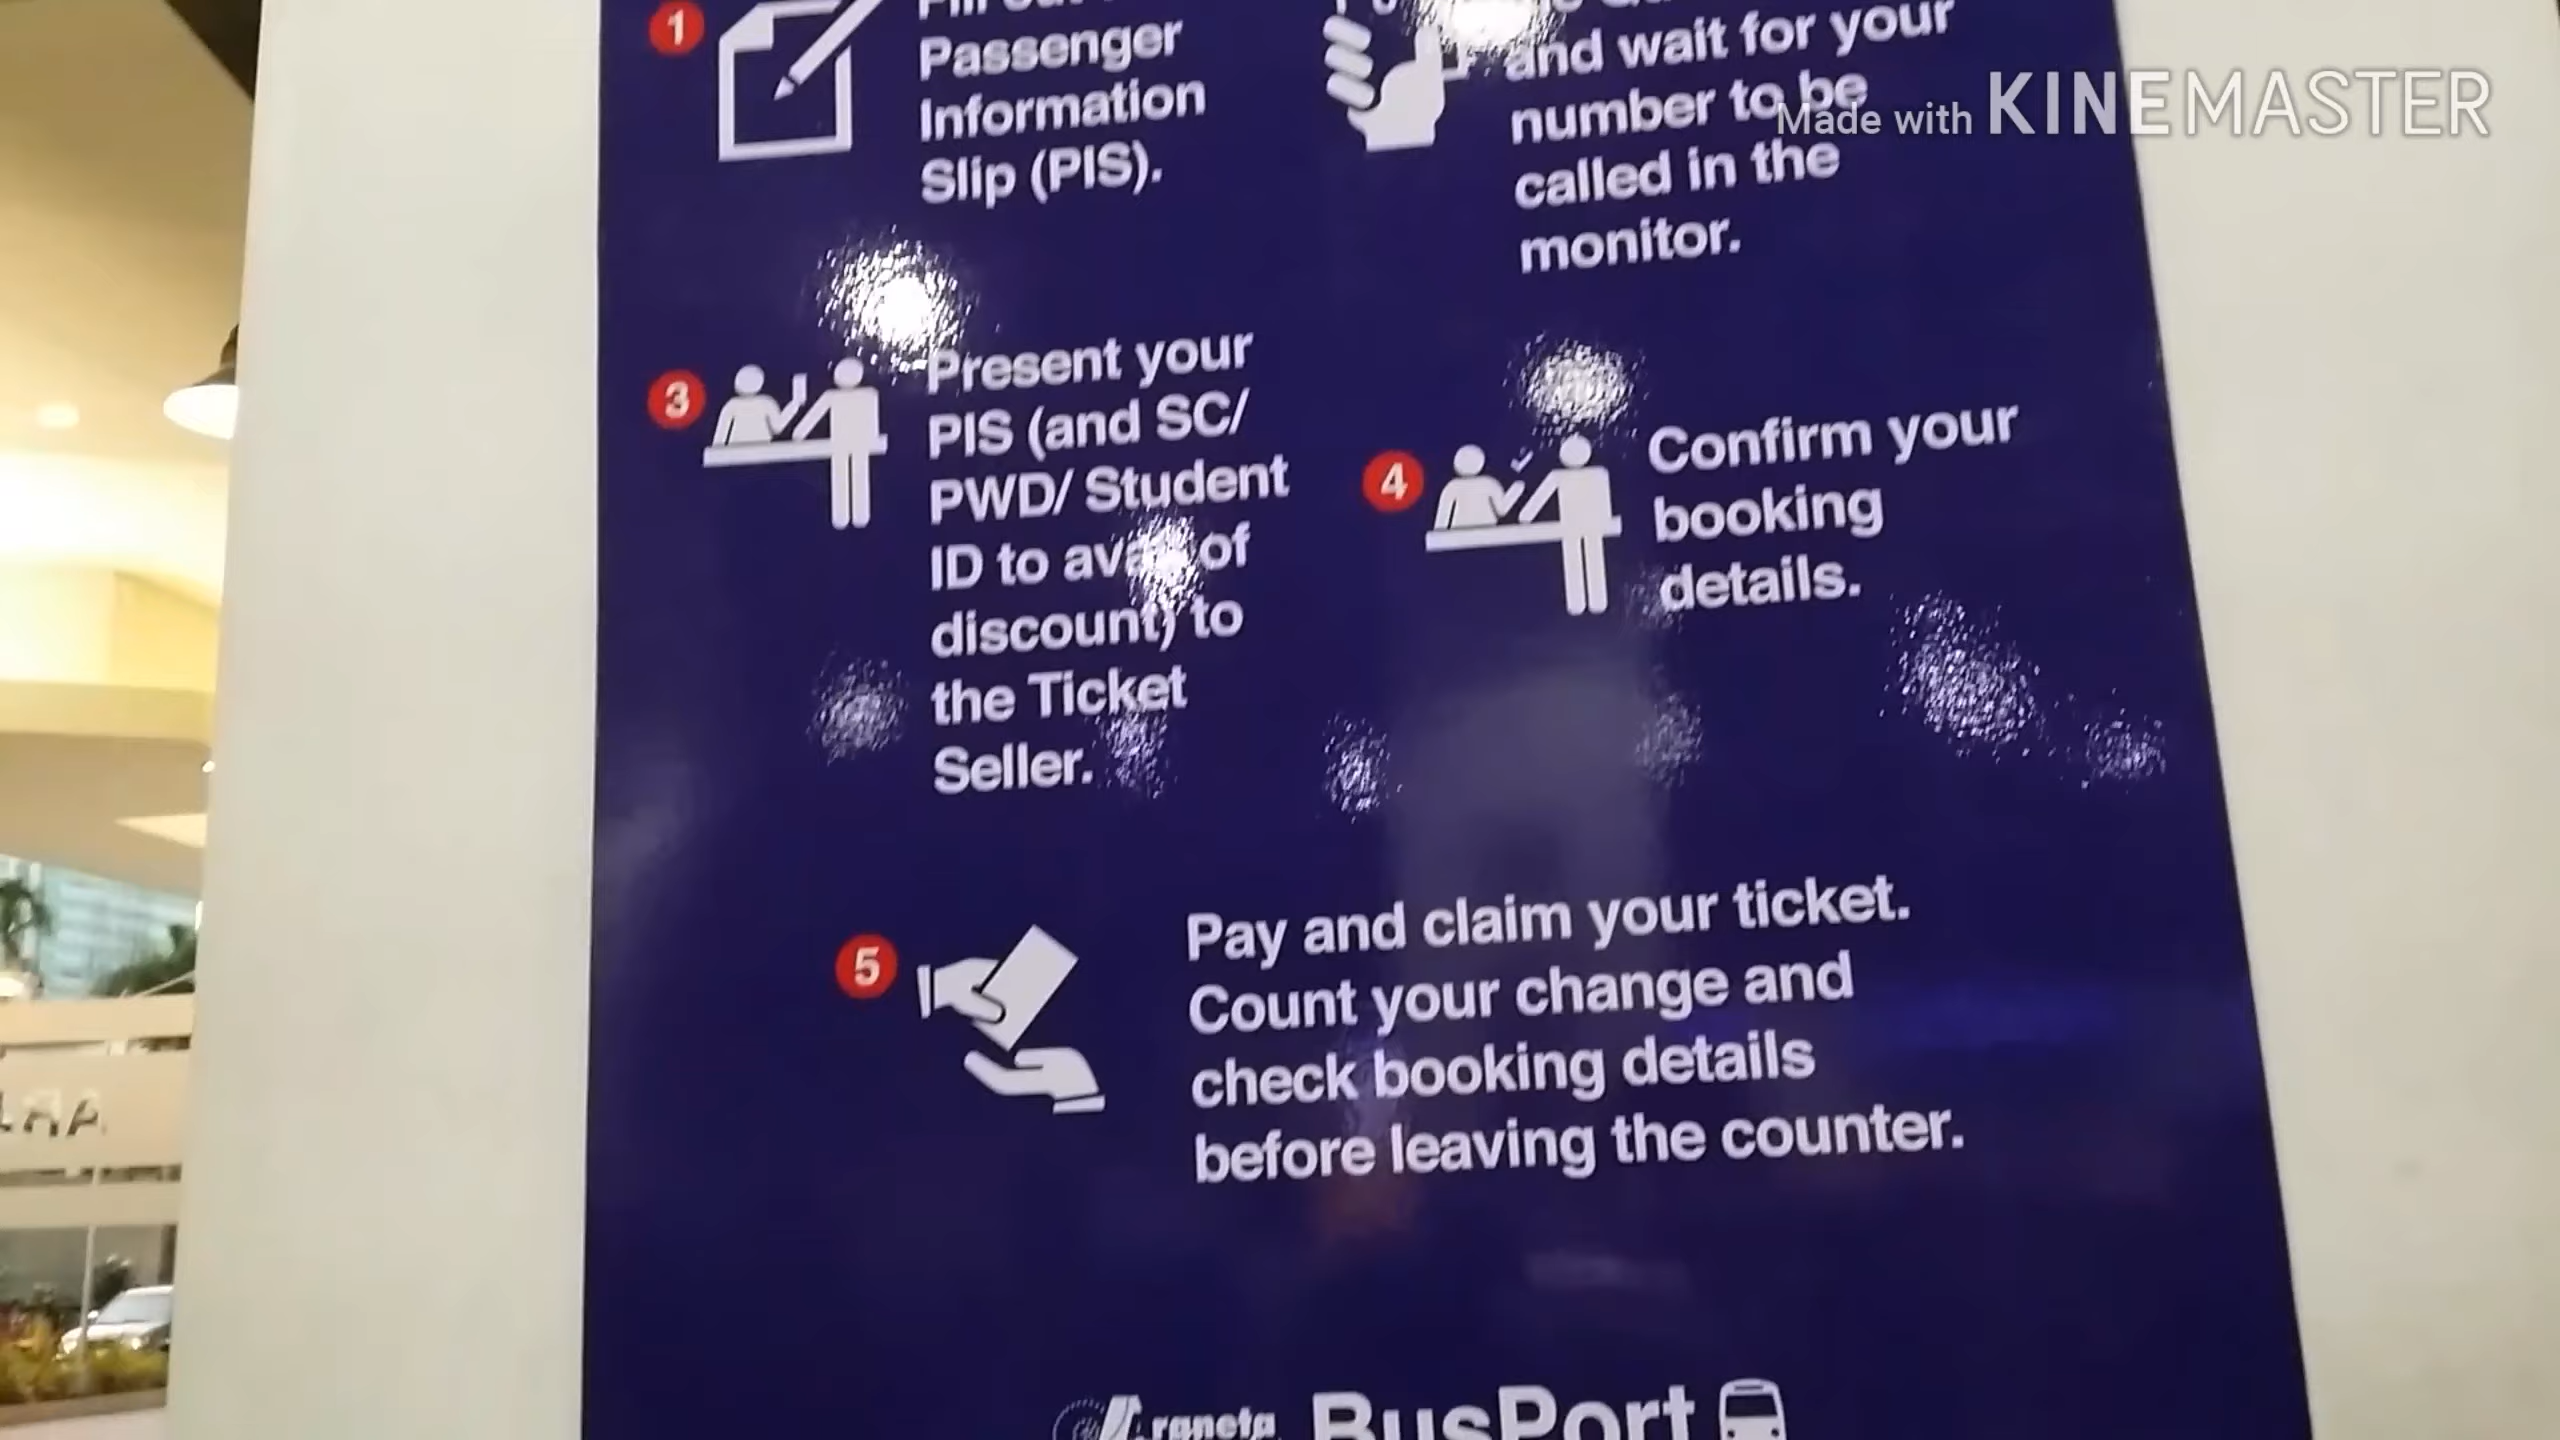 1
Passenger
Information
Slip (PIS).
and wait for your
number to be
called in the
monitor.
Made with KINEMASTER
3
Present your
PIS (and SC/
PWD/ Student
ID to avail of
discount) to
the Ticket
Seller.
4
Confirm your
booking
details.
5
Pay and claim your ticket.
Count your change and
check booking details
before leaving the counter.
Araneta BusPort